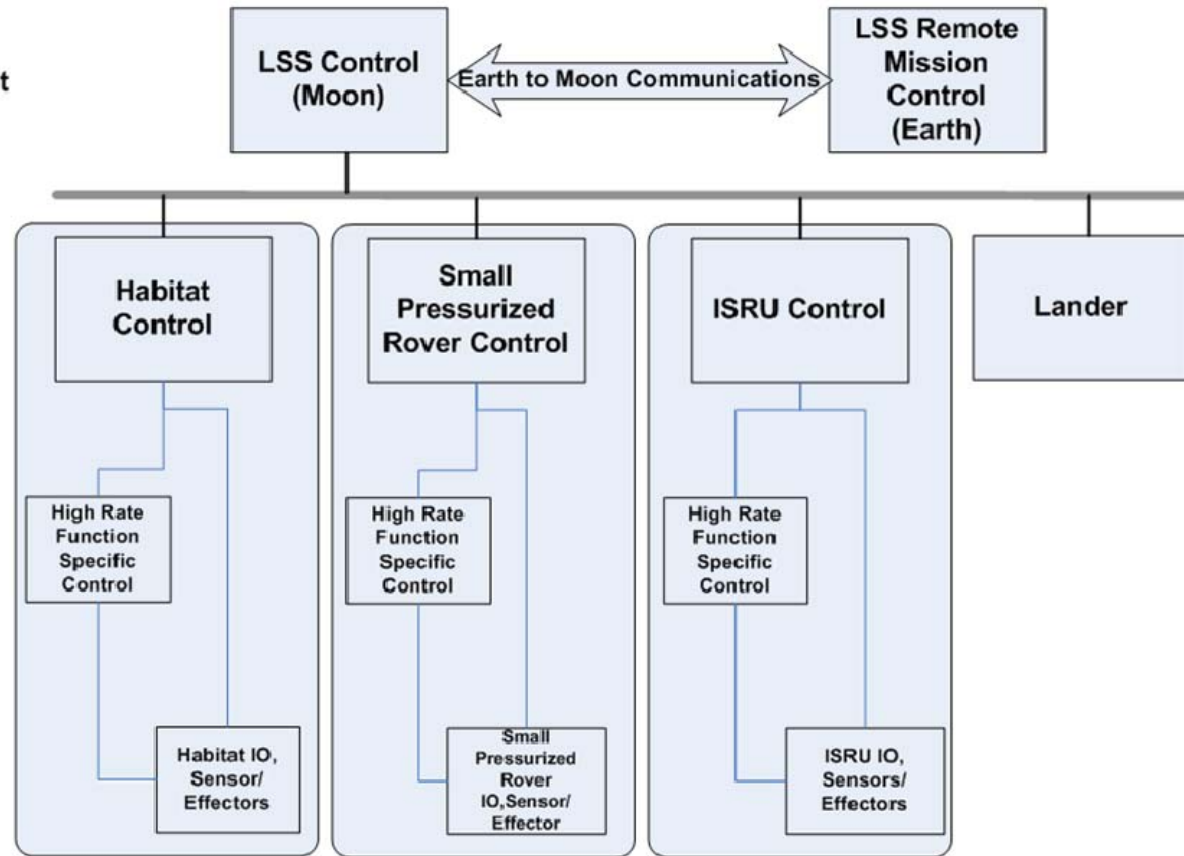 t
LSS Control
(Moon)
Earth to Moon Communications
LSS Remote
Mission
Control
(Earth)
Habitat
Control
Small
Pressurized
Rover Control
ISRU Control
Lander
High Rate
Function
Specific
Control
High Rate
Function
Specific
Control
High Rate
Function
Specific
Control
Habitat IO,
Sensor/
Effectors
Small
Pressurized
Rover
IO,Sensor/
Effector
ISRU IO,
Sensors/
Effectors